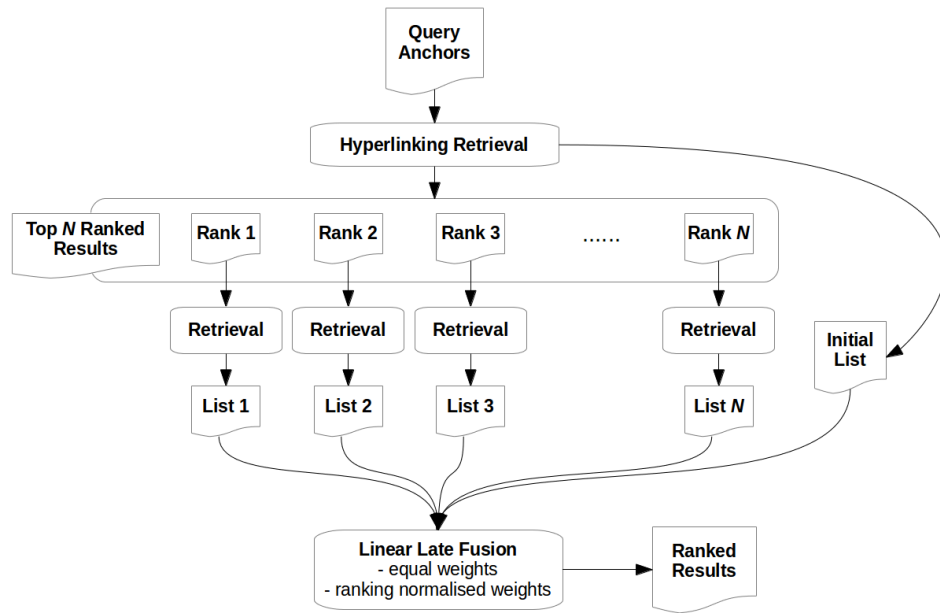 Query
Anchors
Hyperlinking Retrieval
Top N Ranked
Results
Rank 1
Rank 2
Rank 3
......
Rank N
Retrieval
Retrieval
Retrieval
Retrieval
Initial
List
List 1
List 2
List 3
List N
Linear Late Fusion
- equal weights
- ranking normalised weights
Ranked
Results